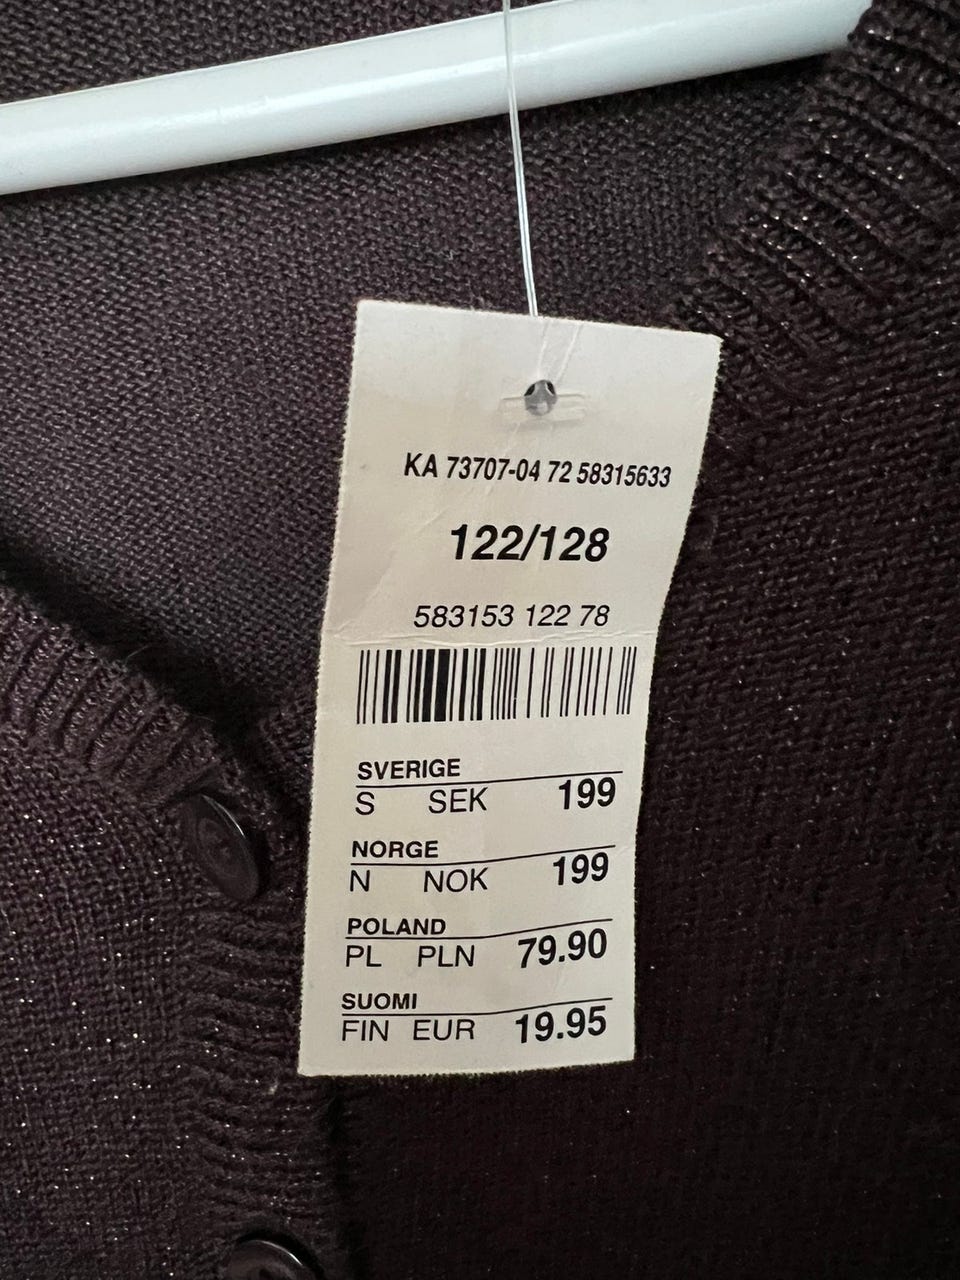 KA 73707-04 72 58315633
122/128
583153 122 78
SVERIGE
S SEK 199
NORGE
N NOK 199
POLAND
PL PLN 79.90
SUOMI
FIN EUR 19.95